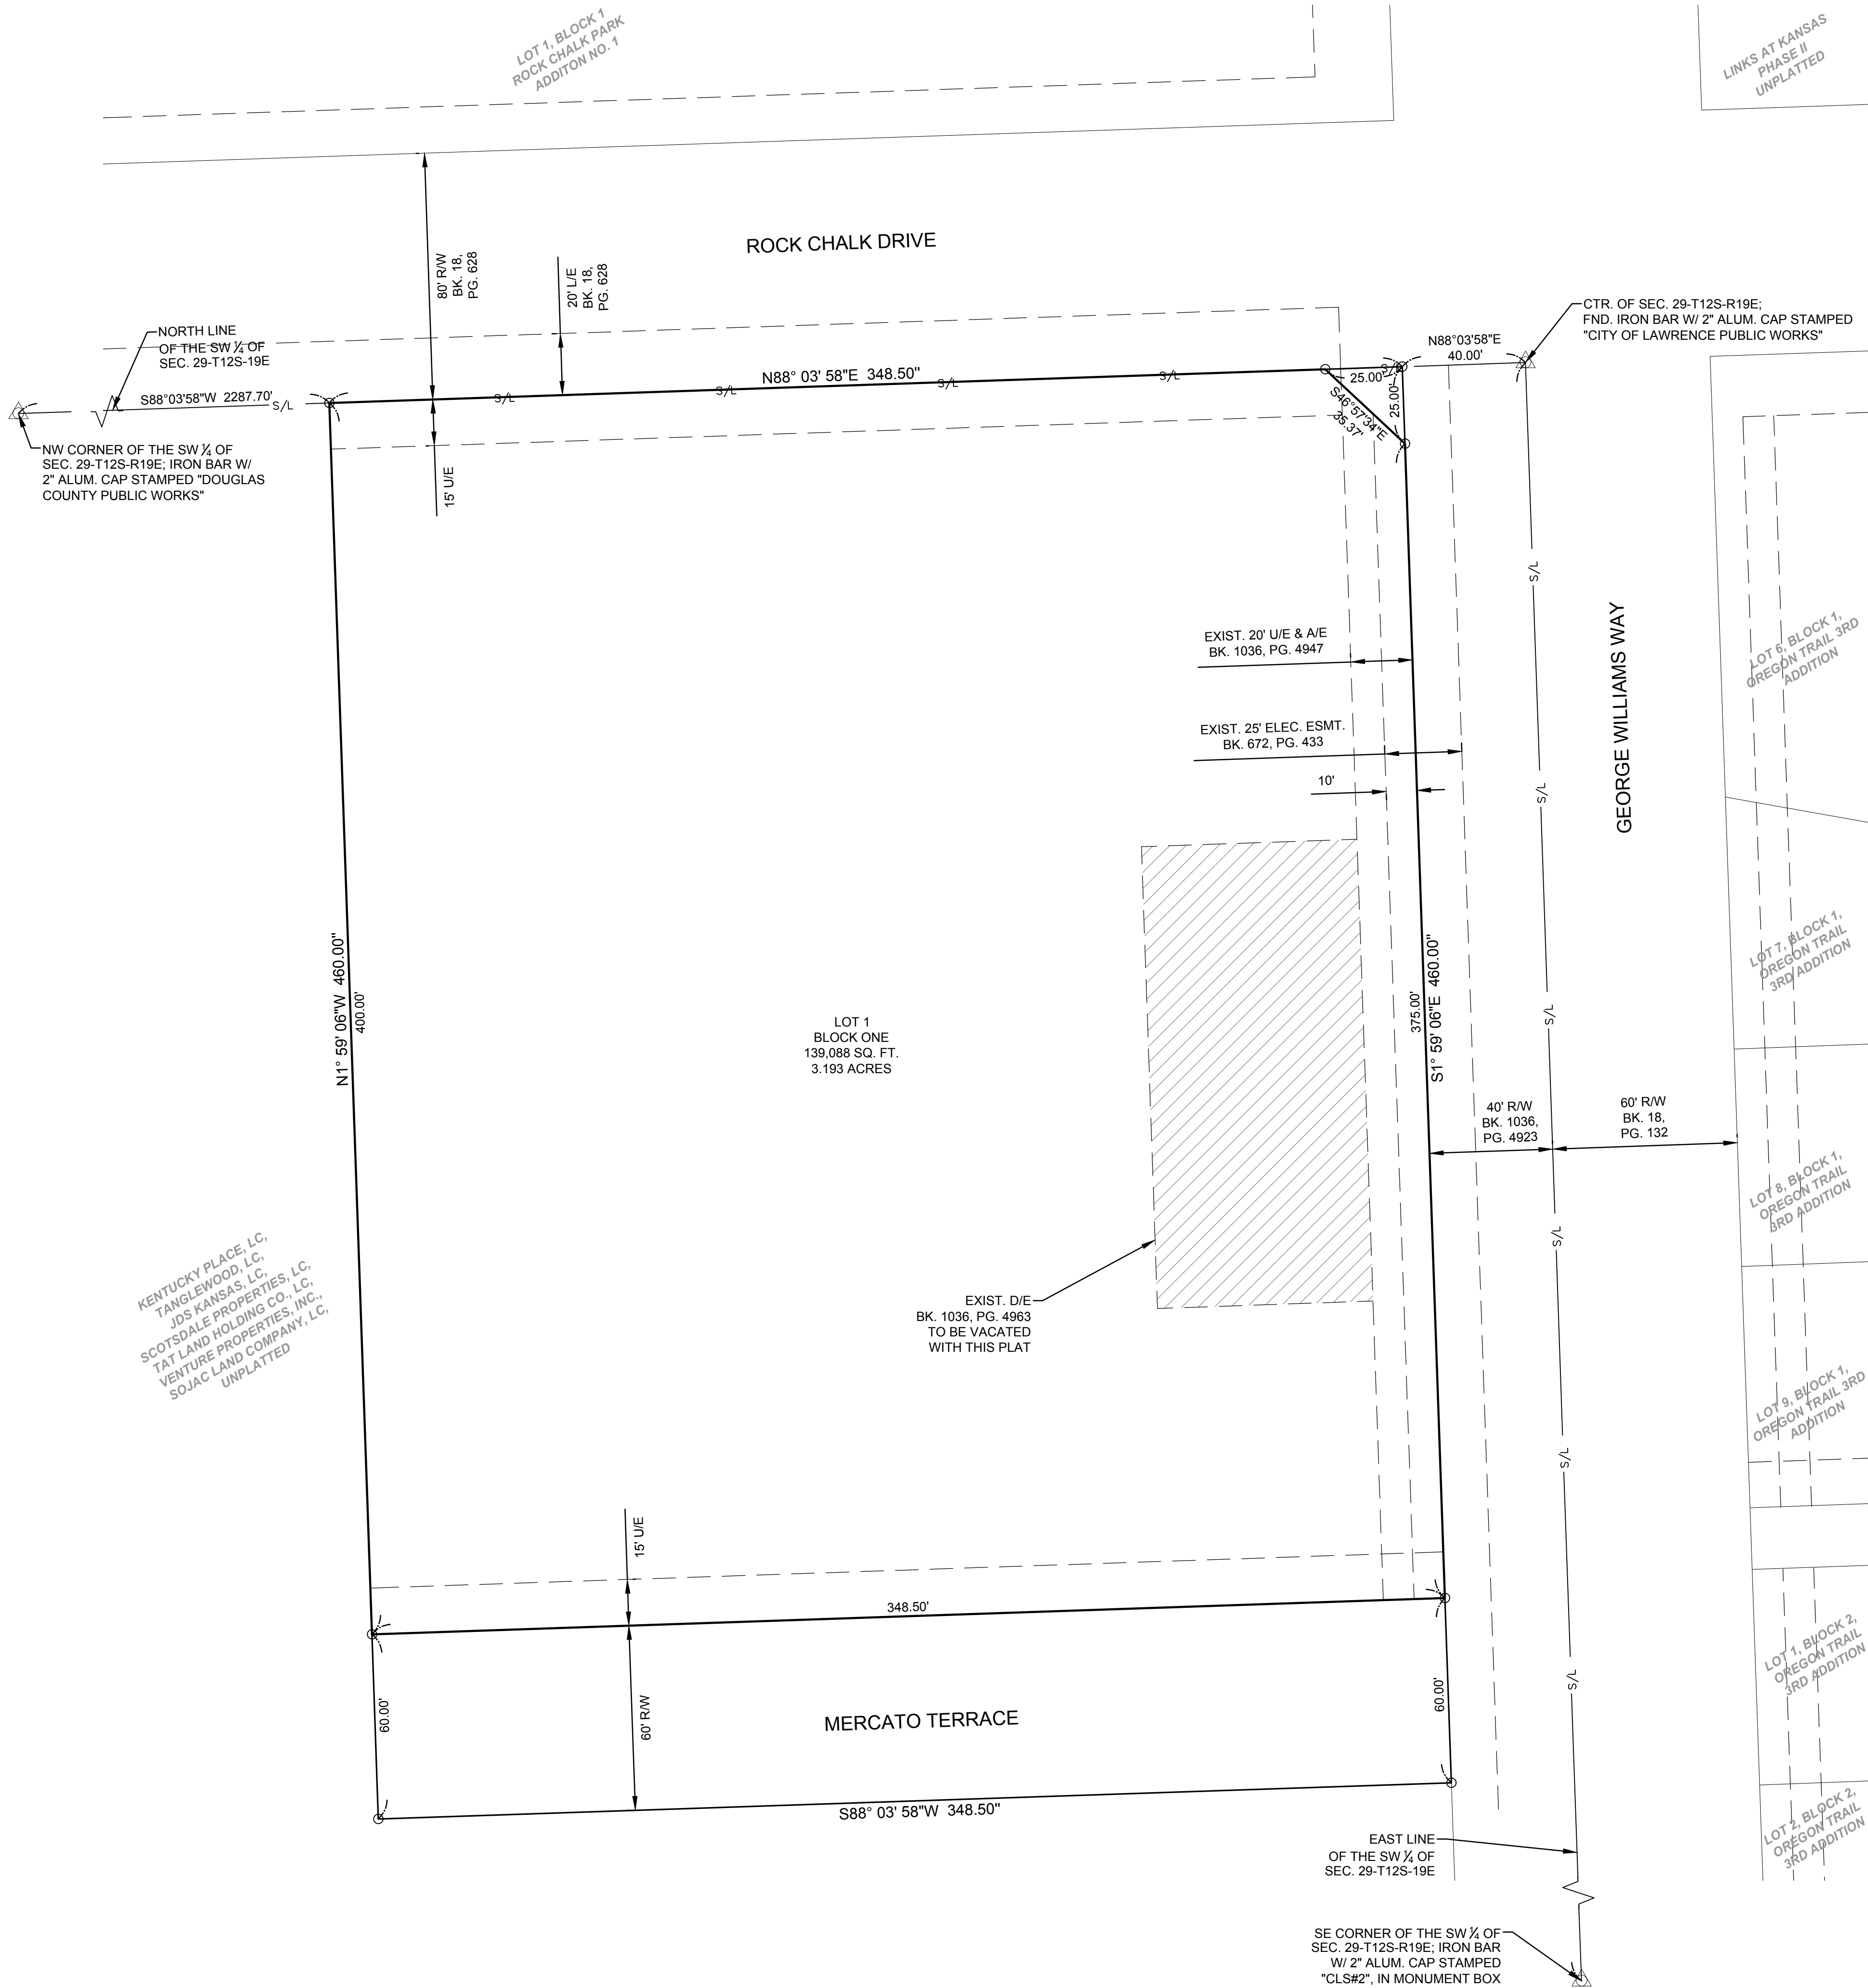 LOT 1, BLOCK 1
ROCK CHALK PARK
ADDITON NO. 1
LINKS AT KANSAS
PHASE II
UNPLATTED
ROCK CHALK DRIVE
80' R/W
BK. 18,
PG. 628
20' L/E
BK. 18,
PG. 628
NORTH LINE
OF THE SW ¼ OF
SEC. 29-T12S-19E
CTR. OF SEC. 29-T12S-R19E;
FND. IRON BAR W/ 2" ALUM. CAP STAMPED
"CITY OF LAWRENCE PUBLIC WORKS"
N88°03'58"E
40.00'
S88°03'58"W 2287.70'
S/L
N88° 03' 58"E 348.50"
S/L
S/L
S/L
S/L
S/L
25.00'
25.00'
S46°57'34"E
35.37'
NW CORNER OF THE SW ¼ OF
SEC. 29-T12S-R19E; IRON BAR W/
2" ALUM. CAP STAMPED "DOUGLAS
COUNTY PUBLIC WORKS"
15' U/E
S/L
EXIST. 20' U/E & A/E
BK. 1036, PG. 4947
EXIST. 25' ELEC. ESMT.
BK. 672, PG. 433
10'
S/L
GEORGE WILLIAMS WAY
LOT 6, BLOCK 1,
OREGON TRAIL 3RD
ADDITION
LOT 7, BLOCK 1,
OREGON TRAIL
3RD ADDITION
N1° 59' 06"W 460.00"
400.00'
LOT 1
BLOCK ONE
139,088 SQ. FT.
3.193 ACRES
375.00'
S1° 59' 06"E 460.00"
S/L
40' R/W
BK. 1036,
PG. 4923
60' R/W
BK. 18,
PG. 132
LOT 8, BLOCK 1,
OREGON TRAIL
3RD ADDITION
S/L
KENTUCKY PLACE, LC,
TANGLEWOOD, LC,
JDS KANSAS, LC,
SCOTSDALE PROPERTIES, LC,
TAT LAND HOLDING CO., LC,
VENTURE PROPERTIES, INC.,
SOJAC LAND COMPANY, LC,
UNPLATTED
EXIST. D/E
BK. 1036, PG. 4963
TO BE VACATED
WITH THIS PLAT
LOT 9, BLOCK 1,
OREGON TRAIL 3RD
ADDITION
S/L
15' U/E
348.50'
LOT 1, BLOCK 2,
OREGON TRAIL
3RD ADDITION
S/L
60.00'
60' R/W
MERCATO TERRACE
60.00'
S88° 03' 58"W 348.50"
LOT 2, BLOCK 2,
OREGON TRAIL
3RD ADDITION
EAST LINE
OF THE SW ¼ OF
SEC. 29-T12S-19E
SE CORNER OF THE SW ¼ OF
SEC. 29-T12S-R19E; IRON BAR
W/ 2" ALUM. CAP STAMPED
"CLS#2", IN MONUMENT BOX